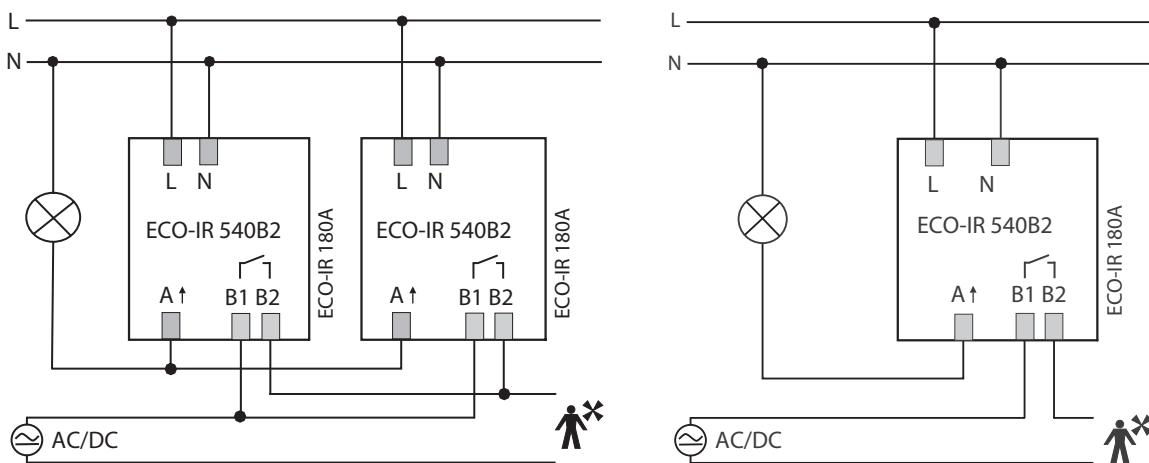 L
N
L N
ECO-IR 540B2
A↑ B1 B2
ECO-IR 180A
L N
ECO-IR 540B2
A↑ B1 B2
ECO-IR 180A
AC/DC
L
N
L N
ECO-IR 540B2
A↑ B1 B2
ECO-IR 180A
AC/DC